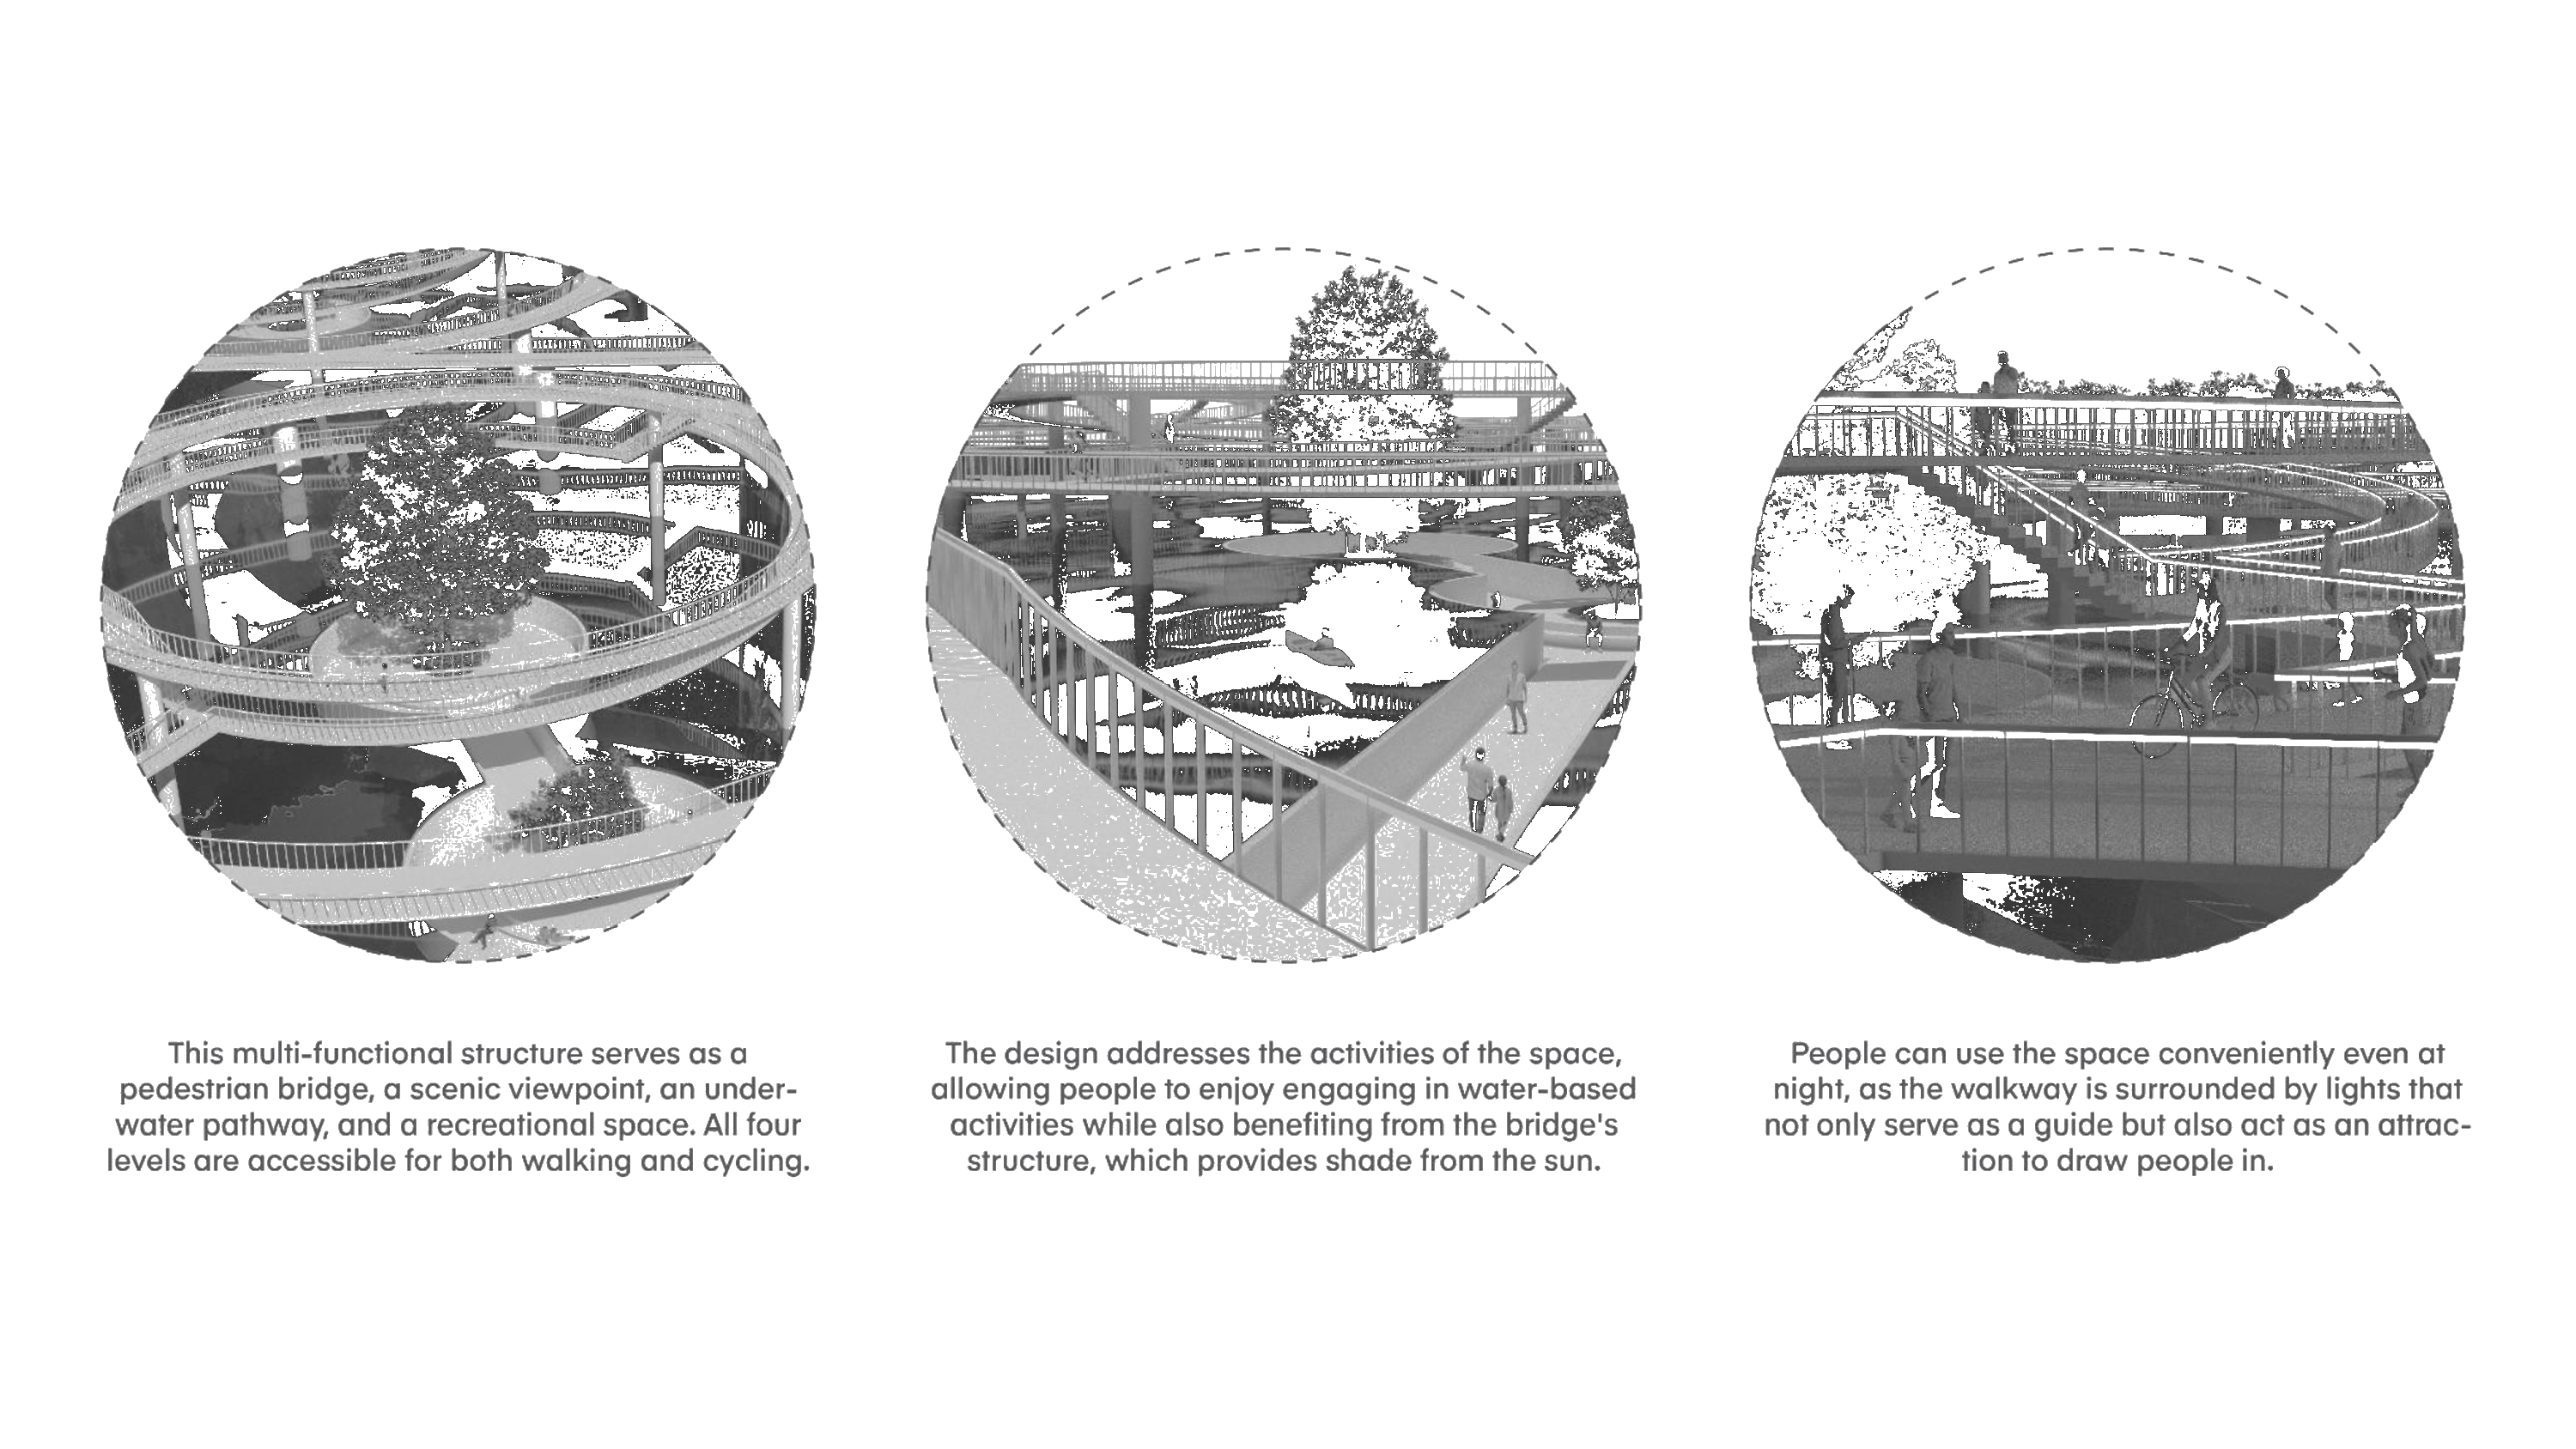 This multi-functional structure serves as a
pedestrian bridge, a scenic viewpoint, an under-
water pathway, and a recreational space. All four
levels are accessible for both walking and cycling.
The design addresses the activities of the space,
allowing people to enjoy engaging in water-based
activities while also benefiting from the bridge's
structure, which provides shade from the sun.
People can use the space conveniently even at
night, as the walkway is surrounded by lights that
not only serve as a guide but also act as an attrac-
tion to draw people in.